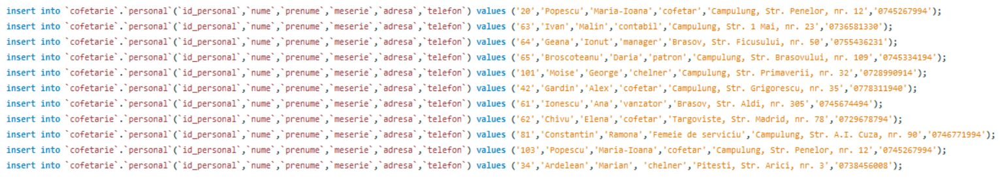 insert into `cofetarie`.`personal`(`id_personal`,`nume`,`prenume`,`meserie`,`adresa`,`telefon`) values ('20','Popescu','Maria-Ioana','cofetar','Campulung, Str. Penelor, nr. 12','0745267994');
insert into `cofetarie`.`personal`(`id_personal`,`nume`,`prenume`,`meserie`,`adresa`,`telefon`) values ('63','Ivan','Malin','contabil','Campulung, Str. 1 Mai, nr. 23','0736581330');
insert into `cofetarie`.`personal`(`id_personal`,`nume`,`prenume`,`meserie`,`adresa`,`telefon`) values ('64','Geana','Ionut','manager','Brasov, Str. Ficusului, nr. 50','0755436231');
insert into `cofetarie`.`personal`(`id_personal`,`nume`,`prenume`,`meserie`,`adresa`,`telefon`) values ('65','Broscoteanu','Daria','patron','Campulung, Str. Brasovului, nr. 109','0745334194');
insert into `cofetarie`.`personal`(`id_personal`,`nume`,`prenume`,`meserie`,`adresa`,`telefon`) values ('101','Moise','George','chelner','Campulung, Str. Primaverii, nr. 32','0728990914');
insert into `cofetarie`.`personal`(`id_personal`,`nume`,`prenume`,`meserie`,`adresa`,`telefon`) values ('42','Gardin','Alex','cofetar','Campulung, Str. Grigorescu, nr. 35','0778311940');
insert into `cofetarie`.`personal`(`id_personal`,`nume`,`prenume`,`meserie`,`adresa`,`telefon`) values ('61','Ionescu','Ana','vanzator','Brasov, Str. Aldi, nr. 305','0745674494');
insert into `cofetarie`.`personal`(`id_personal`,`nume`,`prenume`,`meserie`,`adresa`,`telefon`) values ('62','Chivu','Elena','cofetar','Targoviste, Str. Madrid, nr. 78','0729678794');
insert into `cofetarie`.`personal`(`id_personal`,`nume`,`prenume`,`meserie`,`adresa`,`telefon`) values ('81','Constantin','Ramona','Femeie de serviciu','Campulung, Str. A.I. Cuza, nr. 90','0746771994');
insert into `cofetarie`.`personal`(`id_personal`,`nume`,`prenume`,`meserie`,`adresa`,`telefon`) values ('103','Popescu','Maria-Ioana','cofetar','Campulung, Str. Penelor, nr. 12','0745267994');
insert into `cofetarie`.`personal`(`id_personal`,`nume`,`prenume`,`meserie`,`adresa`,`telefon`) values ('34','Ardelean','Marian', 'chelner','Pitesti, Str. Arici, nr. 3','0738456008');